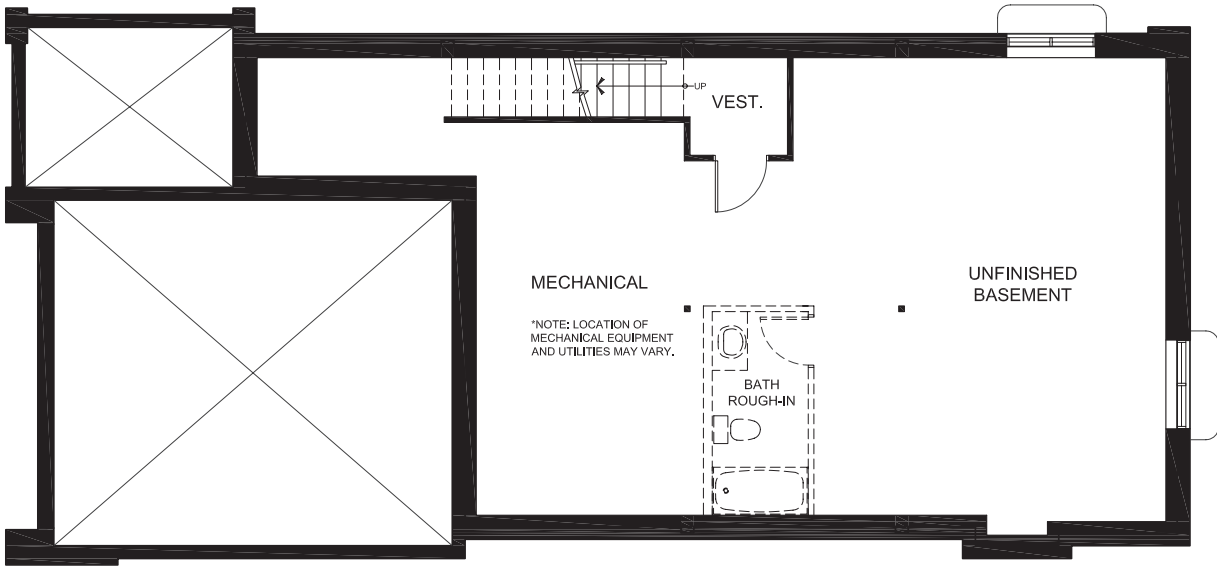 UP
VEST.
MECHANICAL
*NOTE: LOCATION OF
MECHANICAL EQUIPMENT
AND UTILITIES MAY VARY.
UNFINISHED
BASEMENT
BATH
ROUGH-IN